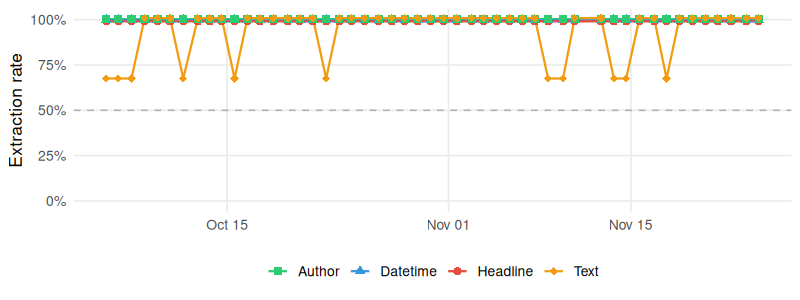 Extraction rate
100%
75%
50%
25%
0%
Oct 15
Nov 01
Nov 15
Author
Datetime
Headline
Text